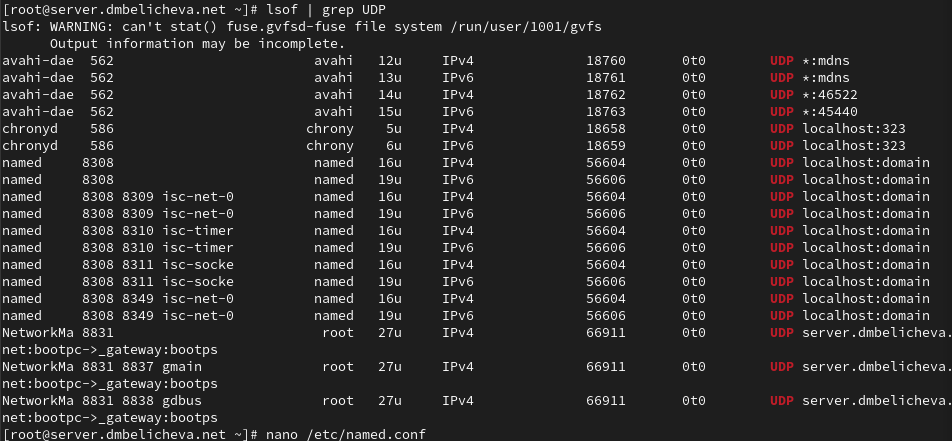 [root@server.dmbelicheva.net ~]# lsof | grep UDP
lsof: WARNING: can't stat() fuse.gvfsd-fuse file system /run/user/1001/gvfs
      Output information may be incomplete.
avahi-dae  562                         avahi   12u     IPv4              18760       0t0        UDP *:mdns
avahi-dae  562                         avahi   13u     IPv6              18761       0t0        UDP *:mdns
avahi-dae  562                         avahi   14u     IPv4              18762       0t0        UDP *:46522
avahi-dae  562                         avahi   15u     IPv6              18763       0t0        UDP *:45440
chronyd    586                        chrony    5u     IPv4              18658       0t0        UDP localhost:323
chronyd    586                        chrony    6u     IPv6              18659       0t0        UDP localhost:323
named     8308                         named   16u     IPv4              56604       0t0        UDP localhost:domain
named     8308                         named   19u     IPv6              56606       0t0        UDP localhost:domain
named     8308 8309 isc-net-0          named   16u     IPv4              56604       0t0        UDP localhost:domain
named     8308 8309 isc-net-0          named   19u     IPv6              56606       0t0        UDP localhost:domain
named     8308 8310 isc-timer          named   16u     IPv4              56604       0t0        UDP localhost:domain
named     8308 8310 isc-timer          named   19u     IPv6              56606       0t0        UDP localhost:domain
named     8308 8311 isc-socke          named   16u     IPv4              56604       0t0        UDP localhost:domain
named     8308 8311 isc-socke          named   19u     IPv6              56606       0t0        UDP localhost:domain
named     8308 8349 isc-net-0          named   16u     IPv4              56604       0t0        UDP localhost:domain
named     8308 8349 isc-net-0          named   19u     IPv6              56606       0t0        UDP localhost:domain
NetworkMa 8831                          root   27u     IPv4              66911       0t0        UDP server.dmbelicheva.
net:bootpc->_gateway:bootps
NetworkMa 8831 8837 gmain               root   27u     IPv4              66911       0t0        UDP server.dmbelicheva.
net:bootpc->_gateway:bootps
NetworkMa 8831 8838 gdbus               root   27u     IPv4              66911       0t0        UDP server.dmbelicheva.
net:bootpc->_gateway:bootps
[root@server.dmbelicheva.net ~]# nano /etc/named.conf